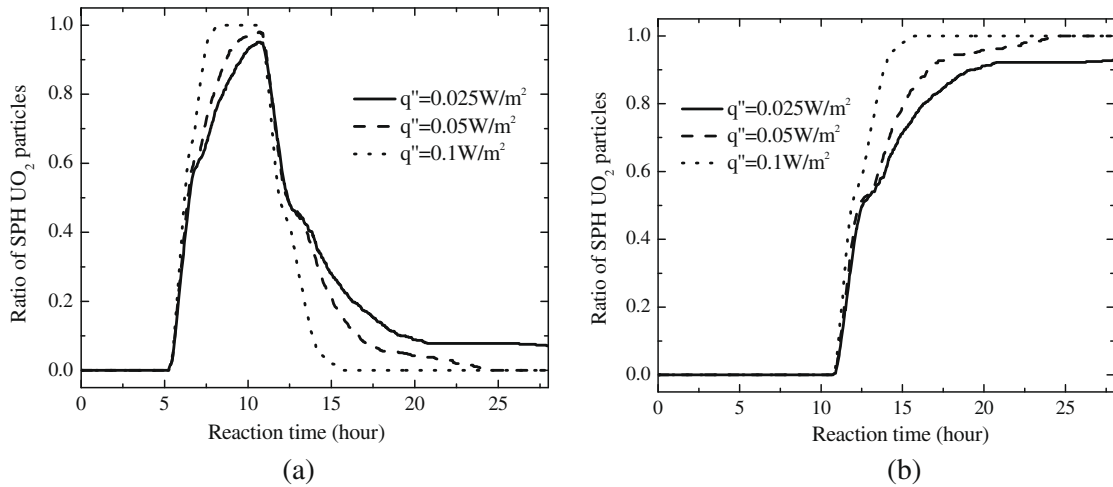 Ratio of SPH UO₂ particles
1.0
0.8
0.6
0.4
0.2
0.0
q"=0.025W/m²
q"=0.05W/m²
q"=0.1W/m²
0 5 10 15 20 25
Reaction time (hour)
(a)
Ratio of SPH UO₂ particles
1.0
0.8
0.6
0.4
0.2
0.0
q"=0.025W/m²
q"=0.05W/m²
q"=0.1W/m²
0 5 10 15 20 25
Reaction time (hour)
(b)